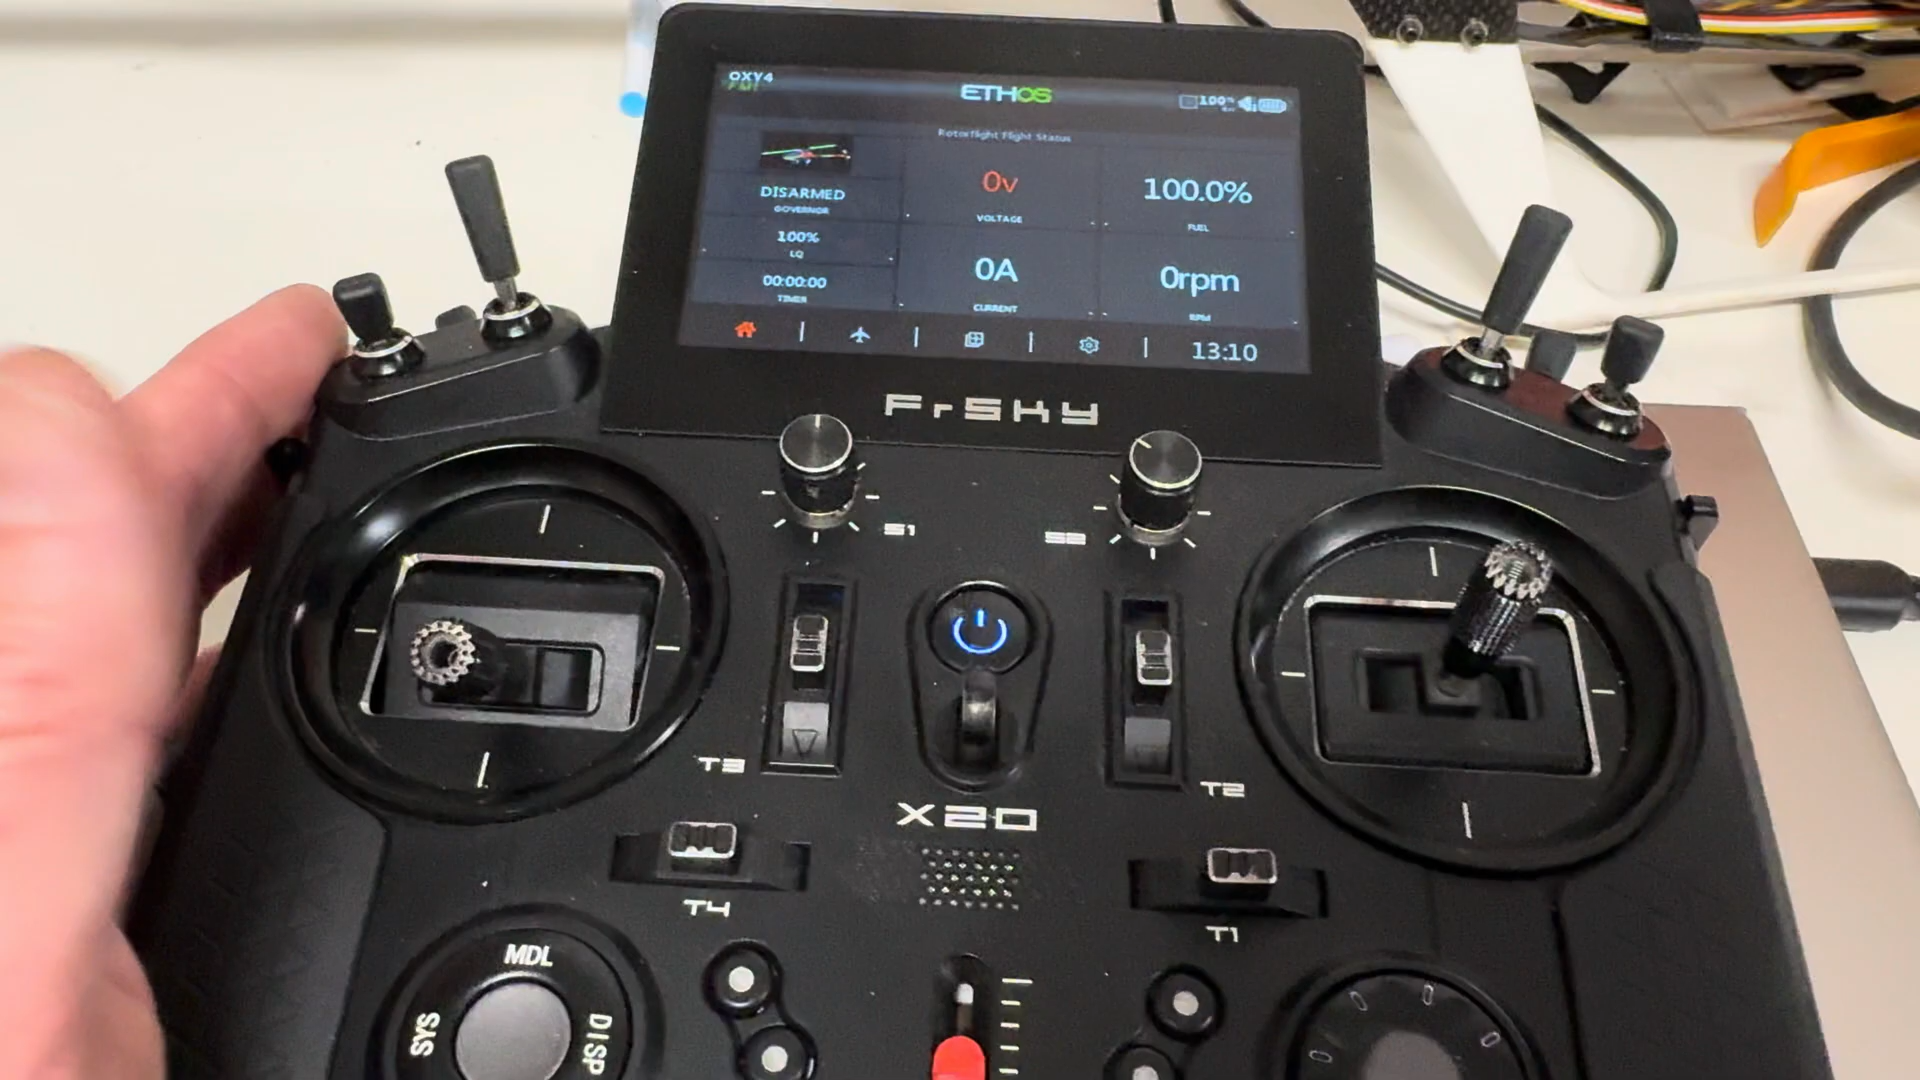 OXY4
FM1
ETHOS
100%
Rotorflight Flight Status
DISARMED
GOVERNOR
100%
LQ
00:00:00
TIMER
0v
VOLTAGE
0A
CURRENT
100.0%
FUEL
0rpm
RPM
13:10
FrSKY
S1
S2
T3
T2
X20
T4
T1
MDL
SYS
DISP